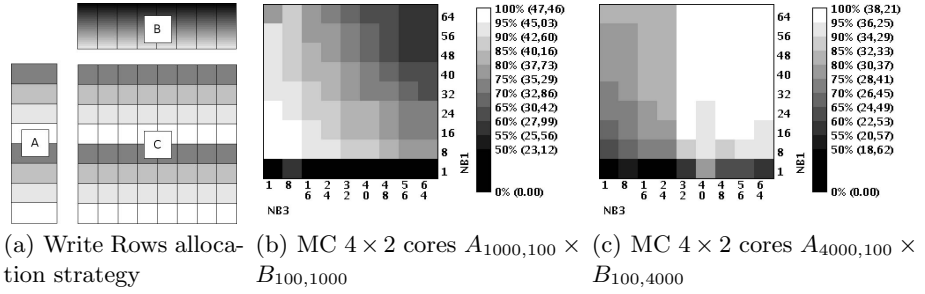 B
A
C
64
56
48
40
32
24
16
8
1
NB1
1 8 16 24 32 40 48 56 64
NB3
100% (47,46)
95% (45,03)
90% (42,60)
85% (40,16)
80% (37,73)
75% (35,29)
70% (32,86)
65% (30,42)
60% (27,99)
55% (25,56)
50% (23,12)
0% (0.00)
64
56
48
40
32
24
16
8
1
NB1
1 8 16 24 32 40 48 56 64
NB3
100% (38,21)
95% (36,25)
90% (34,29)
85% (32,33)
80% (30,37)
75% (28,41)
70% (26,45)
65% (24,49)
60% (22,53)
55% (20,57)
50% (18,62)
0% (0.00)
(a) Write Rows alloca-
tion strategy
(b) MC 4 × 2 cores A1000,100 ×
B100,1000
(c) MC 4 × 2 cores A4000,100 ×
B100,4000